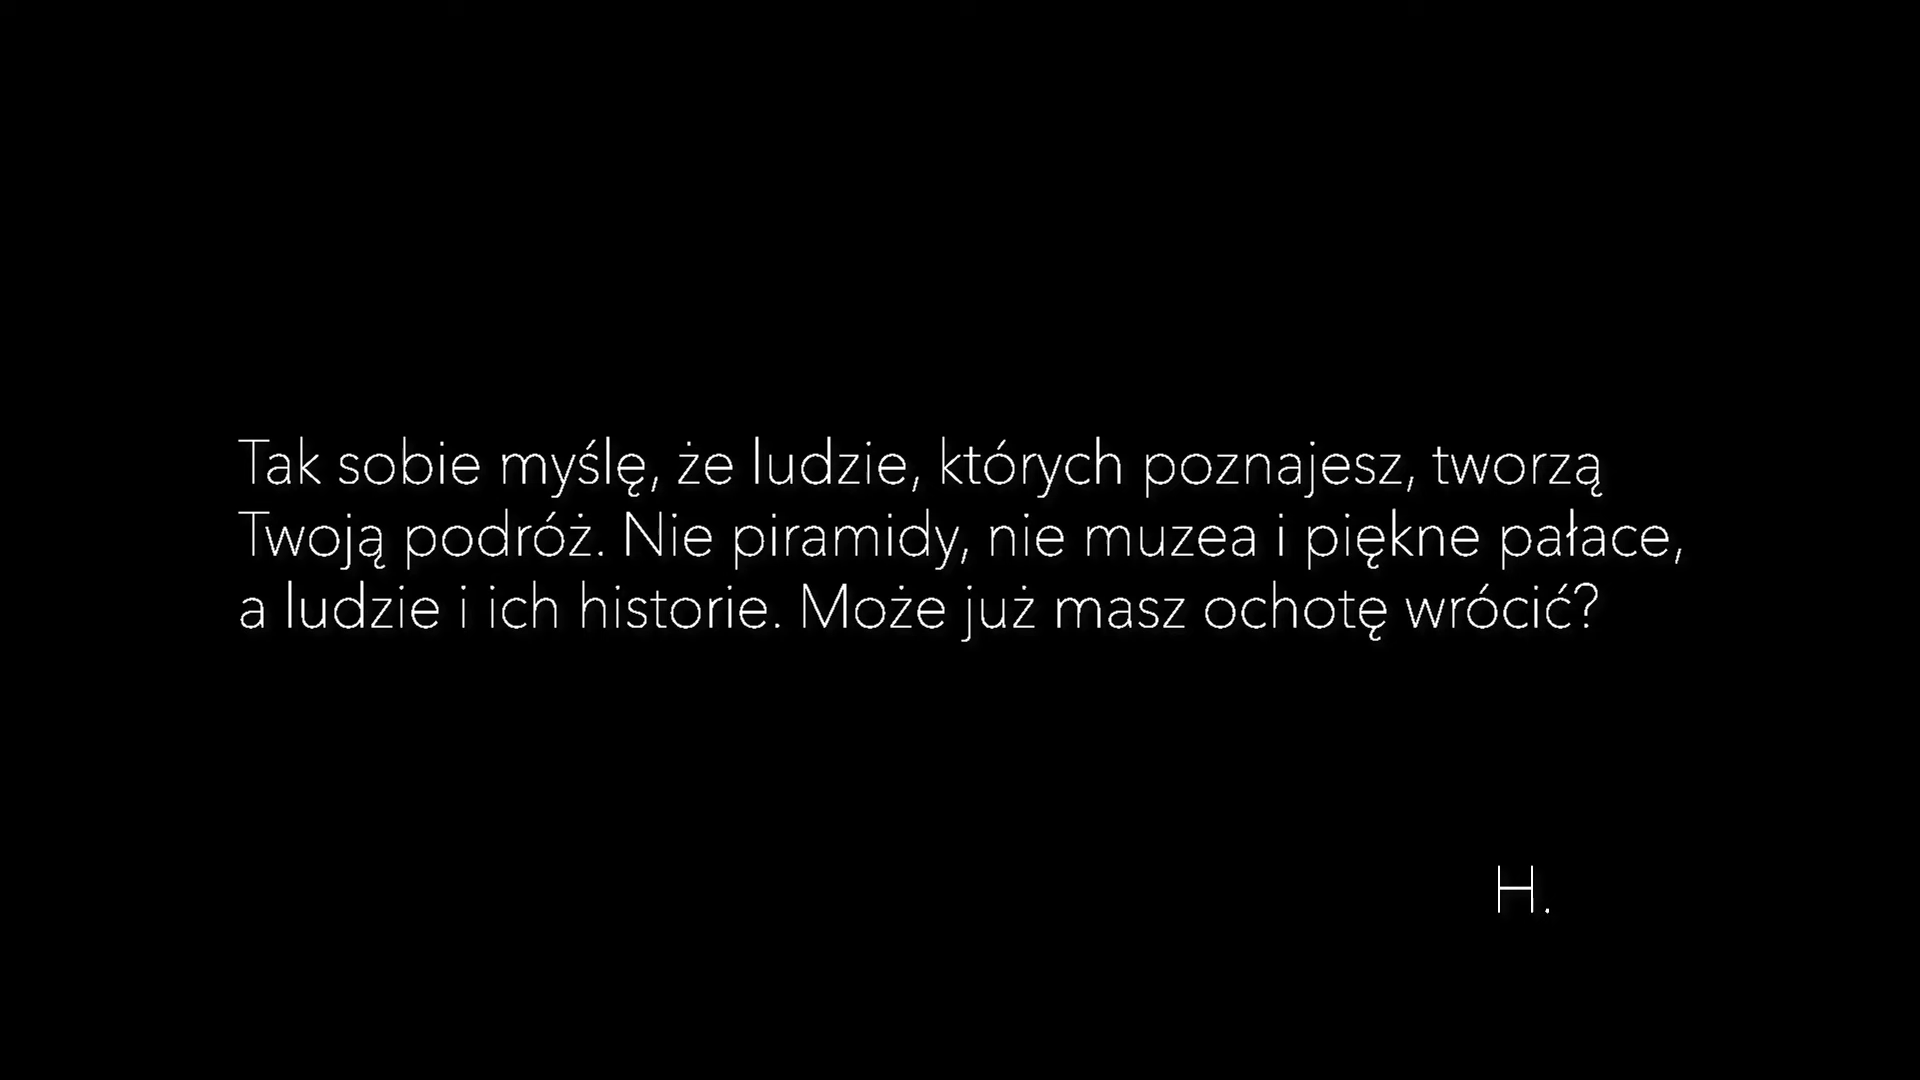 Tak sobie myślę, że ludzie, których poznajesz, tworzą
Twoją podróż. Nie piramidy, nie muzea i piękne pałace,
a ludzie i ich historie. Może już masz ochotę wrócić?
H.